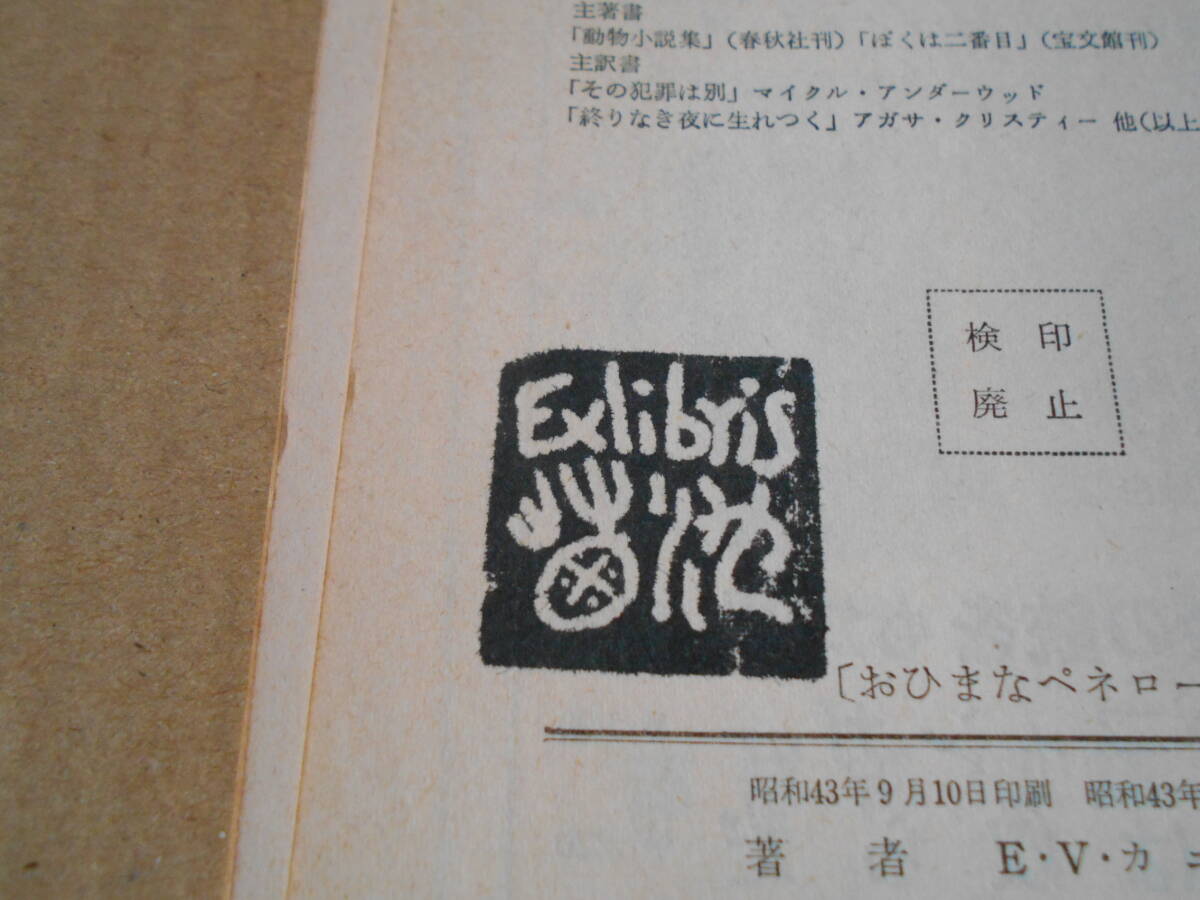 主著書
「動物小説集」(春秋社刊)「ぼくは二番目」(宝文館刊)
主訳書
「その犯罪は別」マイクル・アンダーウッド
「終りなき夜に生れつく」アガサ・クリスティー 他(以上
検印
廃止
Exlibris
菊池
〔おひまなペネロー
昭和43年9月10日印刷 昭和43年
著者 E・V・カニ